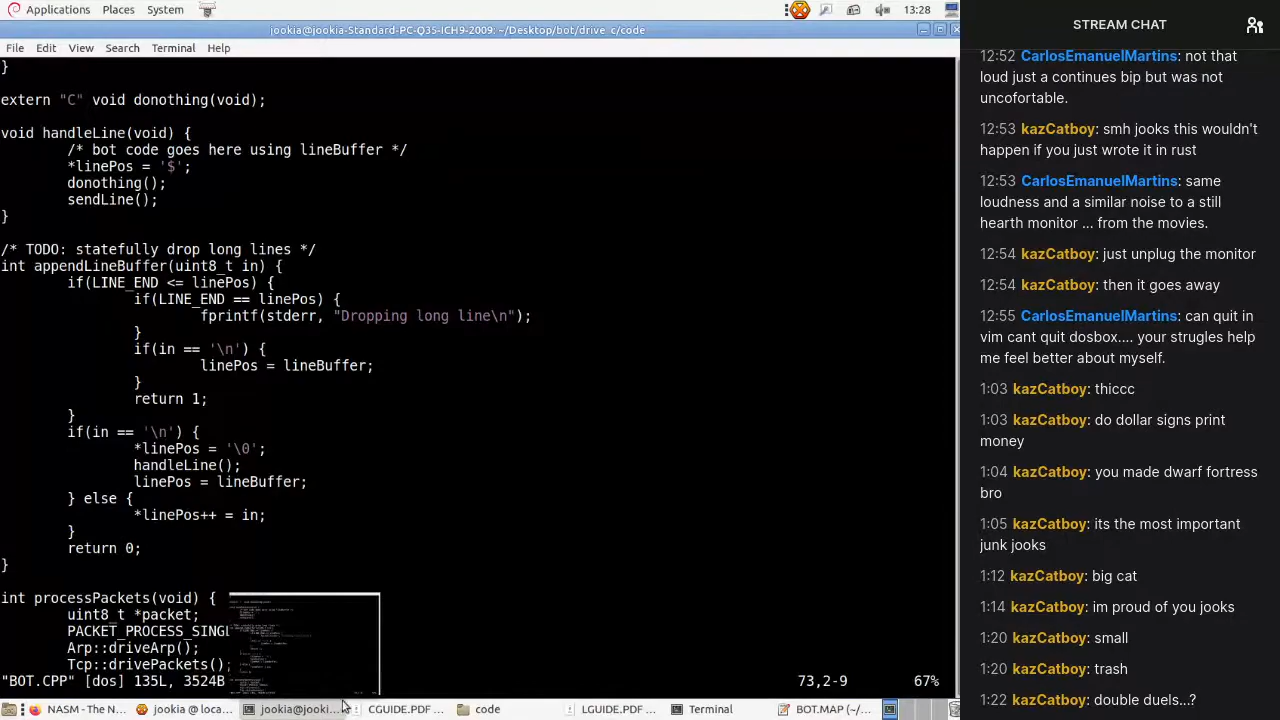 Applications Places System 13:28
jookia@jookia-Standard-PC-Q35-ICH9-2009: ~/Desktop/bot/drive_c/code
File Edit View Search Terminal Help
}
extern "C" void donothing(void);
void handleLine(void) {
/* bot code goes here using lineBuffer */
*linePos = '$';
donothing();
sendLine();
}
/* TODO: statefully drop long lines */
int appendLineBuffer(uint8_t in) {
if(LINE_END <= linePos) {
if(LINE_END == linePos) {
fprintf(stderr, "Dropping long line\n");
}
if(in == '\n') {
linePos = lineBuffer;
}
return 1;
}
if(in == '\n') {
*linePos = '\0';
handleLine();
linePos = lineBuffer;
} else {
*linePos++ = in;
}
return 0;
}
int processPackets(void) {
uint8_t *packet;
PACKET_PROCESS_SINGL
Arp::driveArp();
Tcp::drivePackets();
"BOT.CPP" [dos] 135L, 3524B 73,2-9 67%
NASM - The N... jookia @ loca... jookia@jooki... CGUIDE.PDF ... code LGUIDE.PDF ... Terminal BOT.MAP (~/...
STREAM CHAT
12:52 CarlosEmanuelMartins: not that
loud just a continues bip but was not
uncofortable.
12:53 kazCatboy: smh jooks this wouldn't
happen if you just wrote it in rust
12:53 CarlosEmanuelMartins: same
loudness and a similar noise to a still
hearth monitor ... from the movies.
12:54 kazCatboy: just unplug the monitor
12:54 kazCatboy: then it goes away
12:55 CarlosEmanuelMartins: can quit in
vim cant quit dosbox.... your strugles help
me feel better about myself.
1:03 kazCatboy: thiccc
1:03 kazCatboy: do dollar signs print
money
1:04 kazCatboy: you made dwarf fortress
bro
1:05 kazCatboy: its the most important
junk jooks
1:12 kazCatboy: big cat
1:14 kazCatboy: im proud of you jooks
1:20 kazCatboy: small
1:20 kazCatboy: trans
1:22 kazCatboy: double duels...?